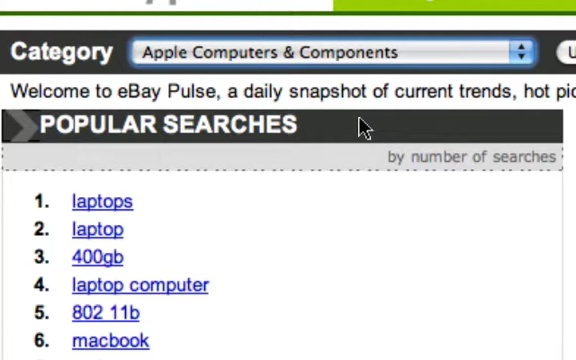 Category Apple Computers & Components
Welcome to eBay Pulse, a daily snapshot of current trends, hot
POPULAR SEARCHES
by number of searches
1. laptops
2. laptop
3. 400gb
4. laptop computer
5. 802 11b
6. macbook